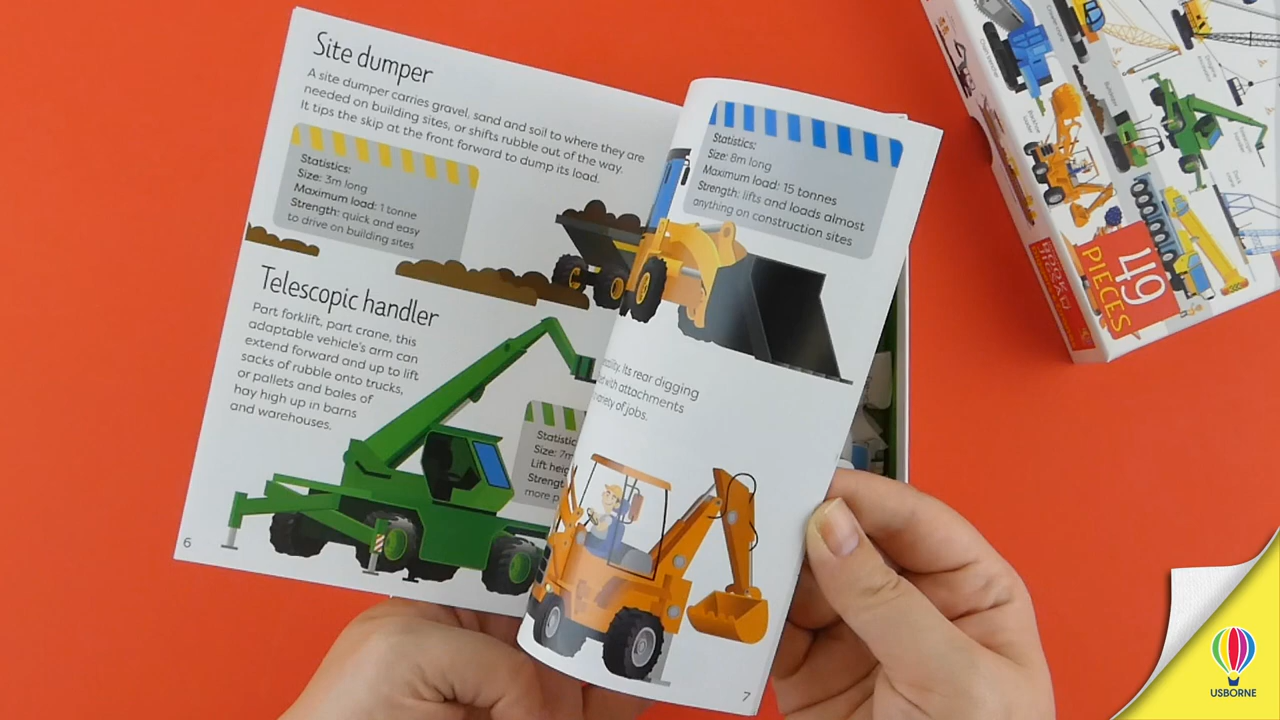 Site dumper
A site dumper carries gravel, sand and soil to where they are
needed on building sites, or shifts rubble out of the way.
It tips the skip at the front forward to dump its load.
Statistics:
Size: 3m long
Maximum load: 1 tonne
Strength: quick and easy
to drive on building sites
Telescopic handler
Part forklift, part crane, this
adaptable vehicle's arm can
extend forward and up to lift
sacks of rubble onto trucks,
or pallets and bales of
hay high up in barns
and warehouses.
Size: 7m
Lift
more
6
Statistics:
Size: 8m long
Maximum load: 15 tonnes
Strength: lifts and loads almost
anything on construction sites
Its rear digging
with attachments
of jobs.
7
49
PIECES
USBORNE